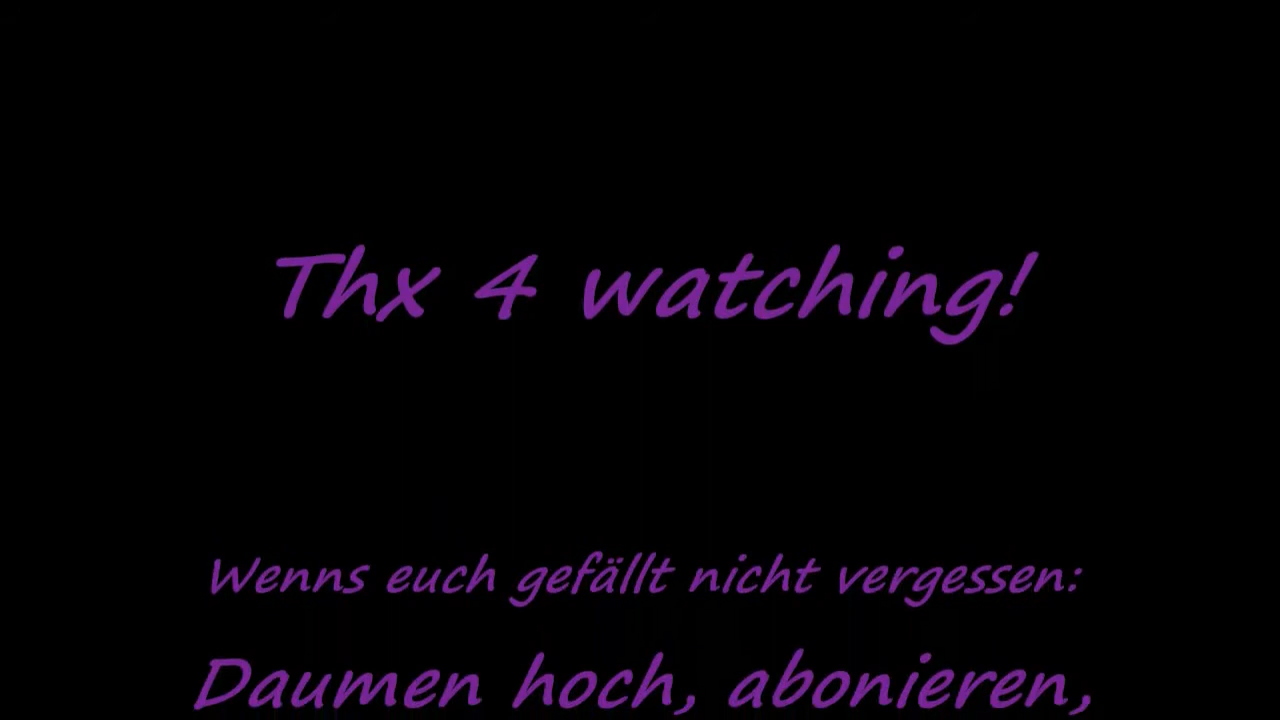 Thx 4 watching!
Wenns euch gefällt nicht vergessen:
Daumen hoch, abonieren,